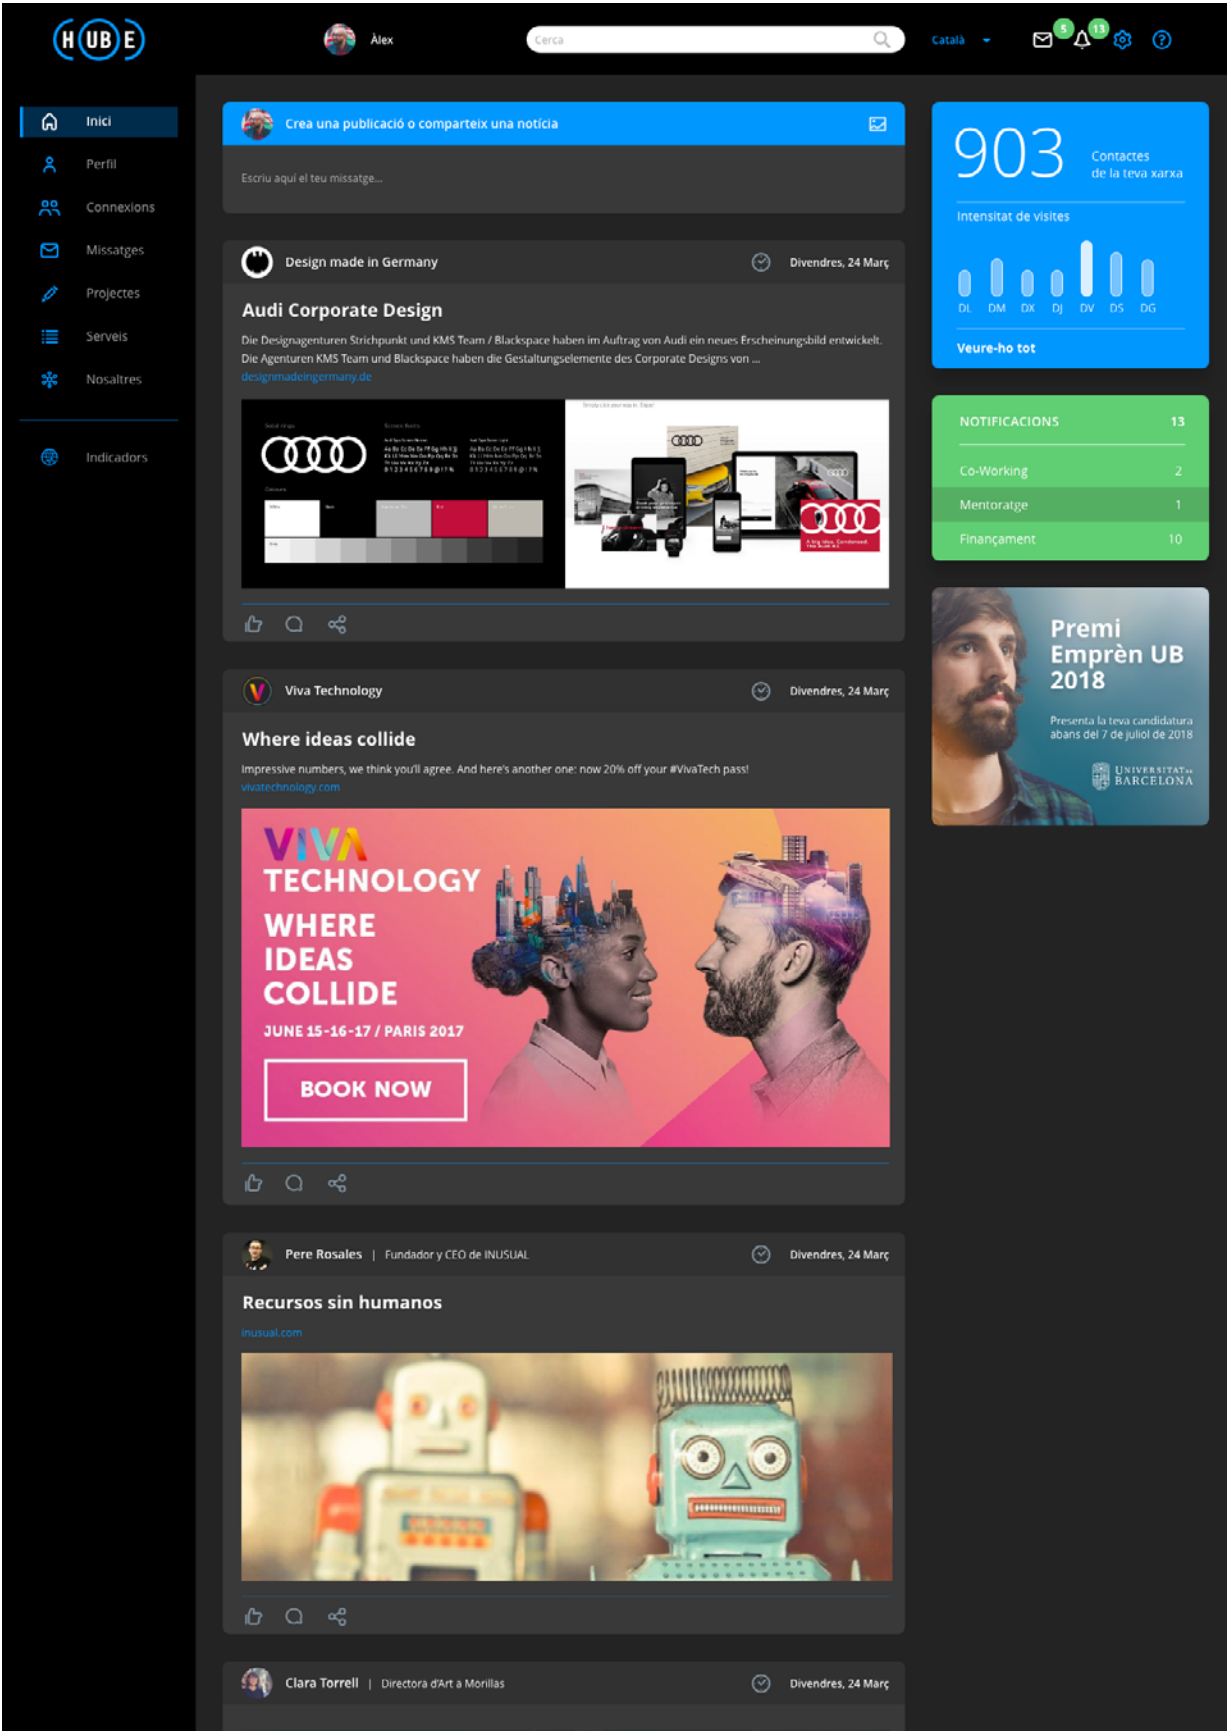 HUBE
Àlex
Cerca
Català
5
13
Inici
Perfil
Connexions
Missatges
Projectes
Serveis
Nosaltres
Indicadors
Crea una publicació o comparteix una notícia
Escriu aquí el teu missatge...
Design made in Germany
Divendres, 24 Març
Audi Corporate Design
Die Designagenturen Strichpunkt und KMS Team / Blackspace haben im Auftrag von Audi ein neues Erscheinungsbild entwickelt.
Die Agenturen KMS Team und Blackspace haben die Gestaltungselemente des Corporate Designs von ...
designmadeingermany.de
Viva Technology
Divendres, 24 Març
Where ideas collide
Impressive numbers, we think you'll agree. And here's another one: now 20% off your #VivaTech pass!
vivatechnology.com
VIVA
TECHNOLOGY
WHERE
IDEAS
COLLIDE
JUNE 15-16-17 / PARIS 2017
BOOK NOW
Pere Rosales | Fundador y CEO de INUSUAL
Divendres, 24 Març
Recursos sin humanos
inusual.com
Clara Torrell | Directora d'Art a Morillas
Divendres, 24 Març
903
Contactes
de la teva xarxa
Intensitat de visites
DL DM DX DJ DV DS DG
Veure-ho tot
NOTIFICACIONS 13
Co-Working 2
Mentoratge 1
Finançament 10
Premi
Emprèn UB
2018
Presenta la teva candidatura
abans del 7 de juliol de 2018
UNIVERSITAT DE
BARCELONA